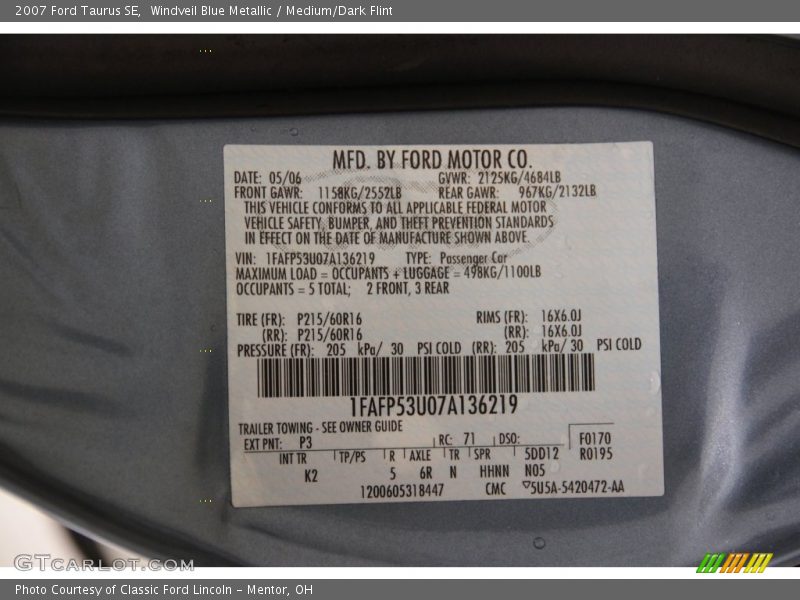 2007 Ford Taurus SE, Windveil Blue Metallic / Medium/Dark Flint
MFD. BY FORD MOTOR CO.
DATE: 05/06 GVWR: 2125KG/4684LB
FRONT GAWR: 1158KG/2552LB REAR GAWR: 967KG/2132LB
THIS VEHICLE CONFORMS TO ALL APPLICABLE FEDERAL MOTOR
VEHICLE SAFETY, BUMPER, AND THEFT PREVENTION STANDARDS
IN EFFECT ON THE DATE OF MANUFACTURE SHOWN ABOVE.
VIN: 1FAFP53U07A136219 TYPE: Passenger Car
MAXIMUM LOAD = OCCUPANTS + LUGGAGE = 498KG/1100LB
OCCUPANTS = 5 TOTAL; 2 FRONT, 3 REAR
TIRE (FR): P215/60R16 RIMS (FR): 16X6.0J
(RR): P215/60R16 (RR): 16X6.0J
PRESSURE (FR): 205 kPa/ 30 PSI COLD (RR): 205 kPa/ 30 PSI COLD
1FAFP53U07A136219
TRAILER TOWING - SEE OWNER GUIDE
EXT PNT: P3 RC: 71 DSO: F0170
INT TR TP/PS R AXLE TR SPR 5DD12 R0195
K2 5 6R N HHNN N05
1200605318447 CMC ▽5U5A-5420472-AA
GTCARLOT.COM
Photo Courtesy of Classic Ford Lincoln - Mentor, OH